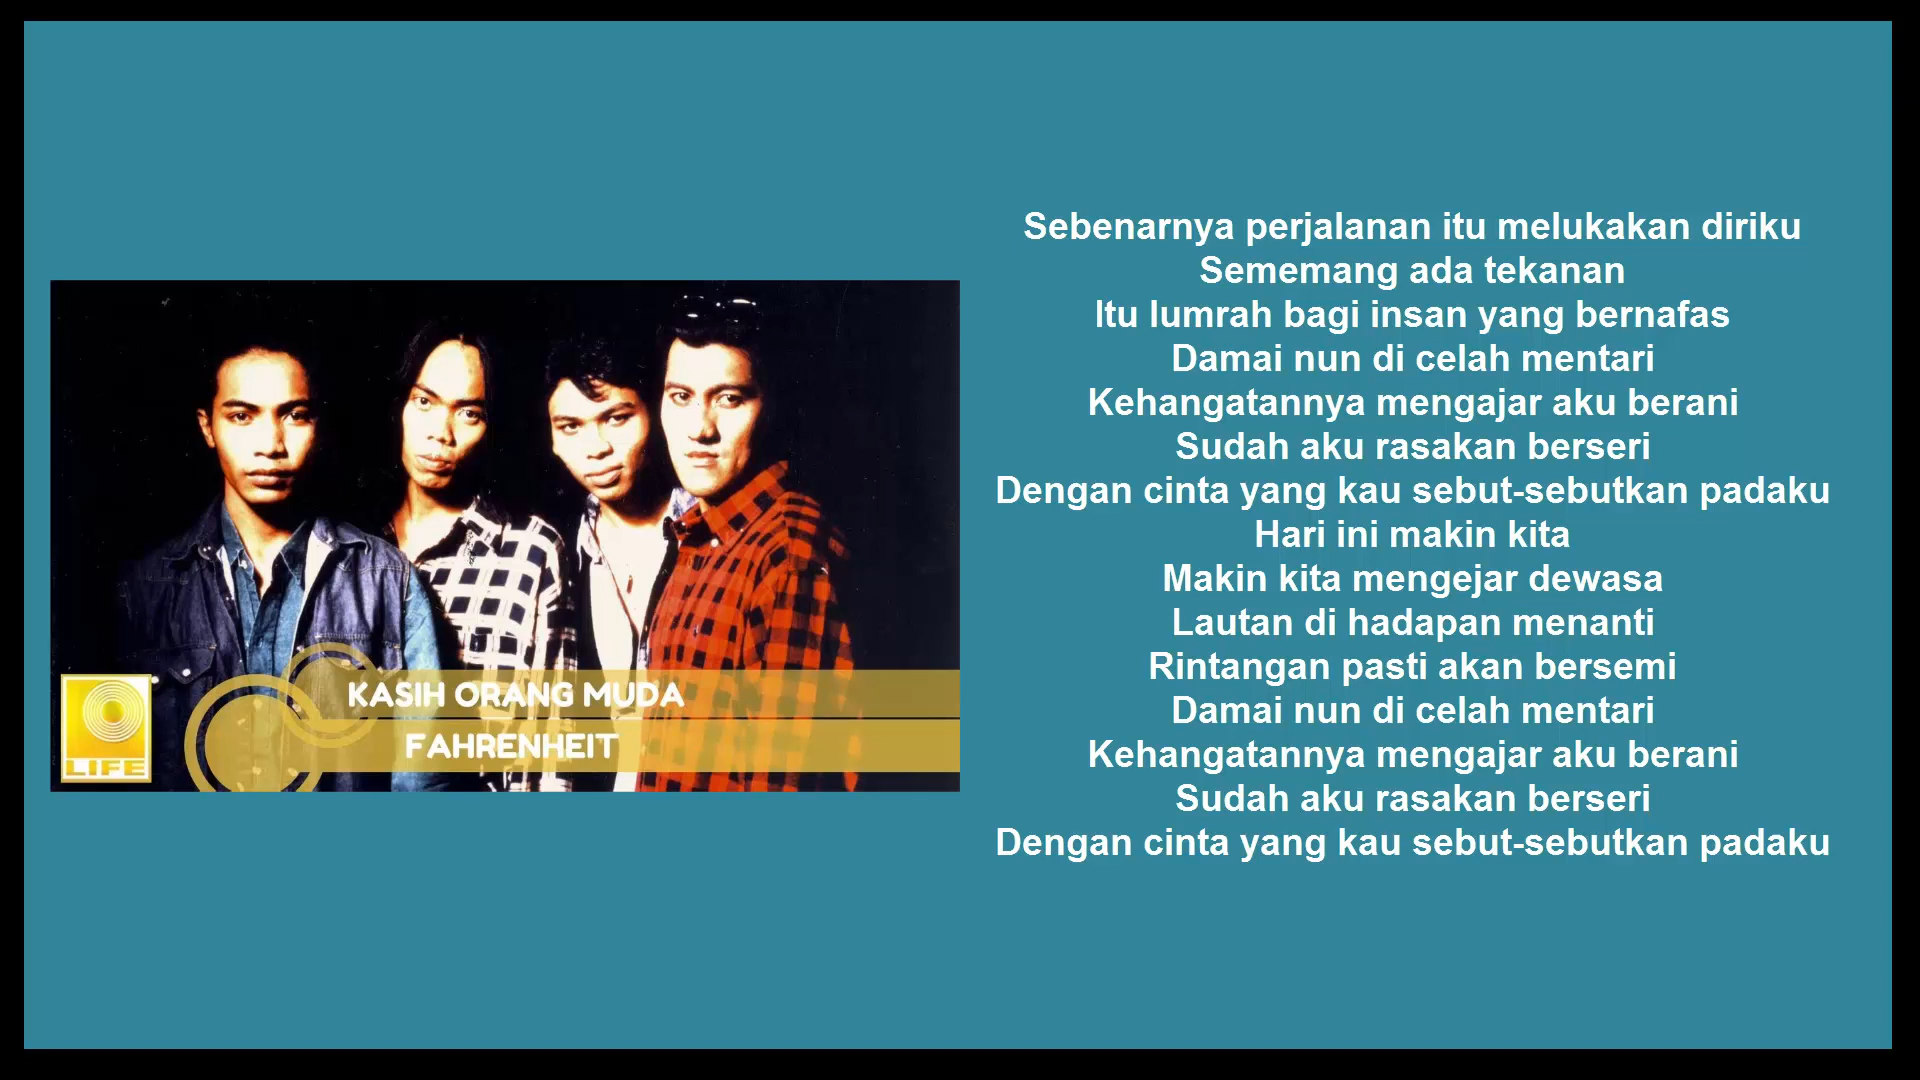 KASIH ORANG MUDA
FAHRENHEIT
LIFE
Sebenarnya perjalanan itu melukakan diriku
Sememang ada tekanan
Itu lumrah bagi insan yang bernafas
Damai nun di celah mentari
Kehangatannya mengajar aku berani
Sudah aku rasakan berseri
Dengan cinta yang kau sebut-sebutkan padaku
Hari ini makin kita
Makin kita mengejar dewasa
Lautan di hadapan menanti
Rintangan pasti akan bersemi
Damai nun di celah mentari
Kehangatannya mengajar aku berani
Sudah aku rasakan berseri
Dengan cinta yang kau sebut-sebutkan padaku